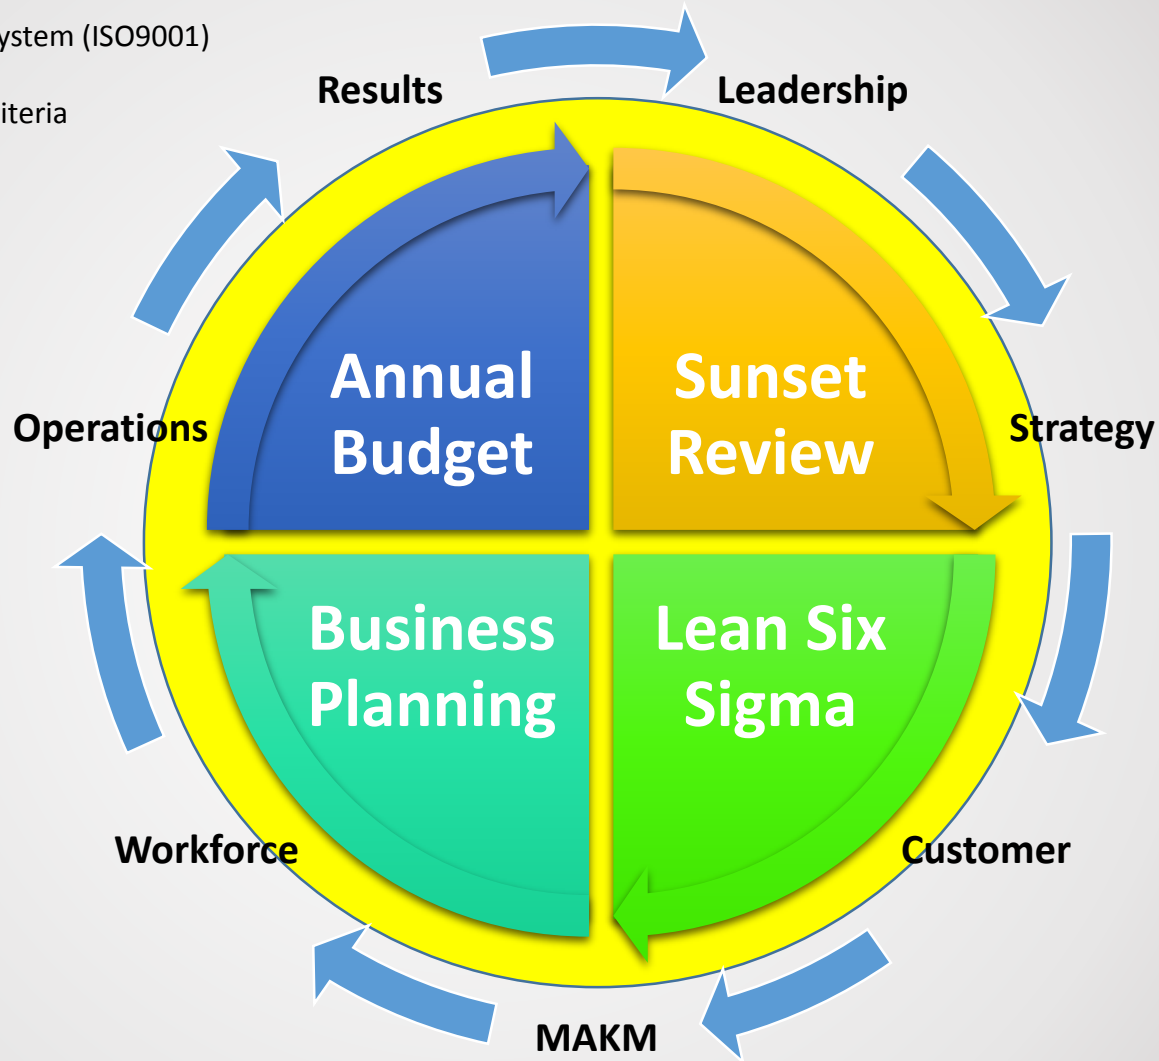 ystem (ISO9001)
iteria
Results
Leadership
Annual
Budget
Sunset
Review
Operations
Strategy
Business
Planning
Lean Six
Sigma
Workforce
Customer
MAKM